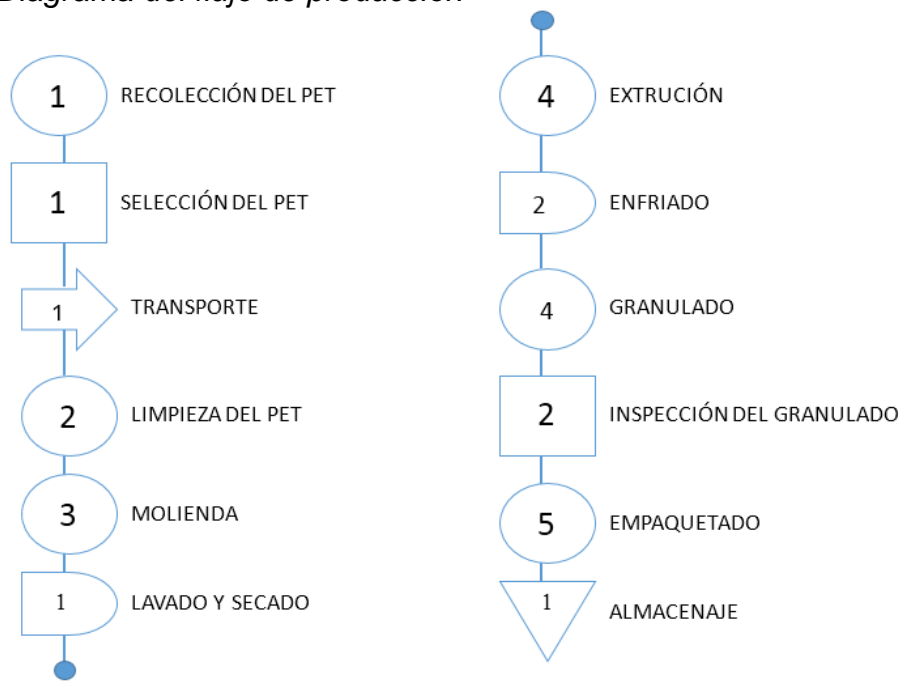 Diagrama del flujo de producción
1 RECOLECCIÓN DEL PET
1 SELECCIÓN DEL PET
1 TRANSPORTE
2 LIMPIEZA DEL PET
3 MOLIENDA
1 LAVADO Y SECADO
4 EXTRUCIÓN
2 ENFRIADO
4 GRANULADO
2 INSPECCIÓN DEL GRANULADO
5 EMPAQUETADO
1 ALMACENAJE